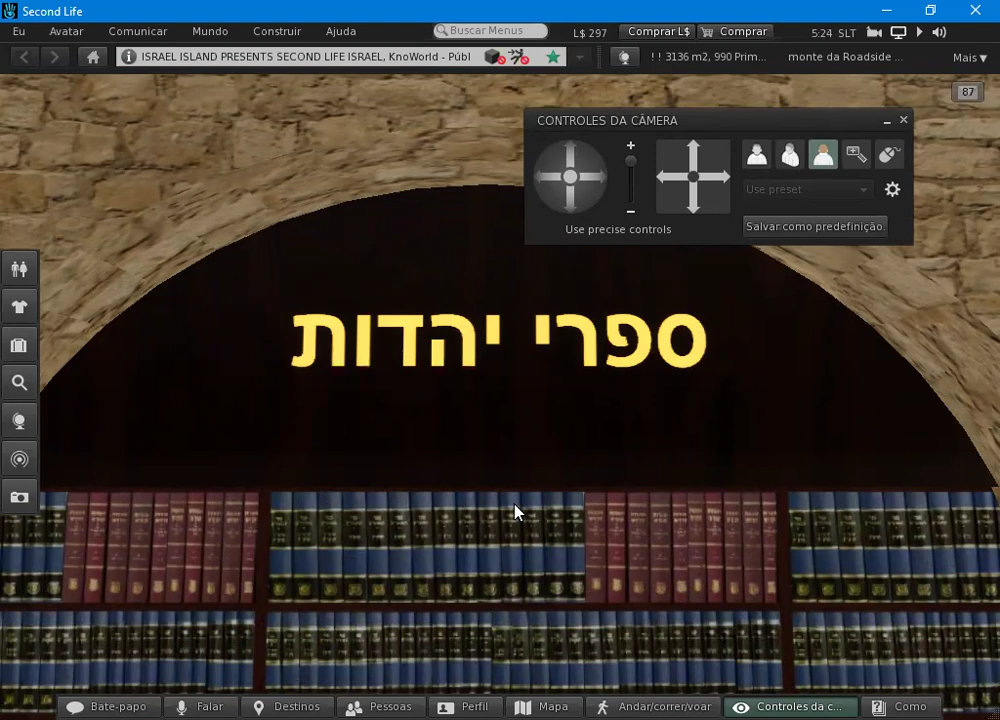 Second Life
Eu Avatar Comunicar Mundo Construir Ajuda Buscar Menus L$ 297 Comprar L$ Comprar 5:24 SLT
ISRAEL ISLAND PRESENTS SECOND LIFE ISRAEL, KnoWorld - Públ ! ! 3136 m2, 990 Prim... monte da Roadside ... Mais
87
CONTROLES DA CÂMERA
Use preset
Use precise controls
Salvar como predefinição.
ספרי יהדות
Bate-papo Falar Destinos Pessoas Perfil Mapa Andar/correr/voar Controles da c... Como